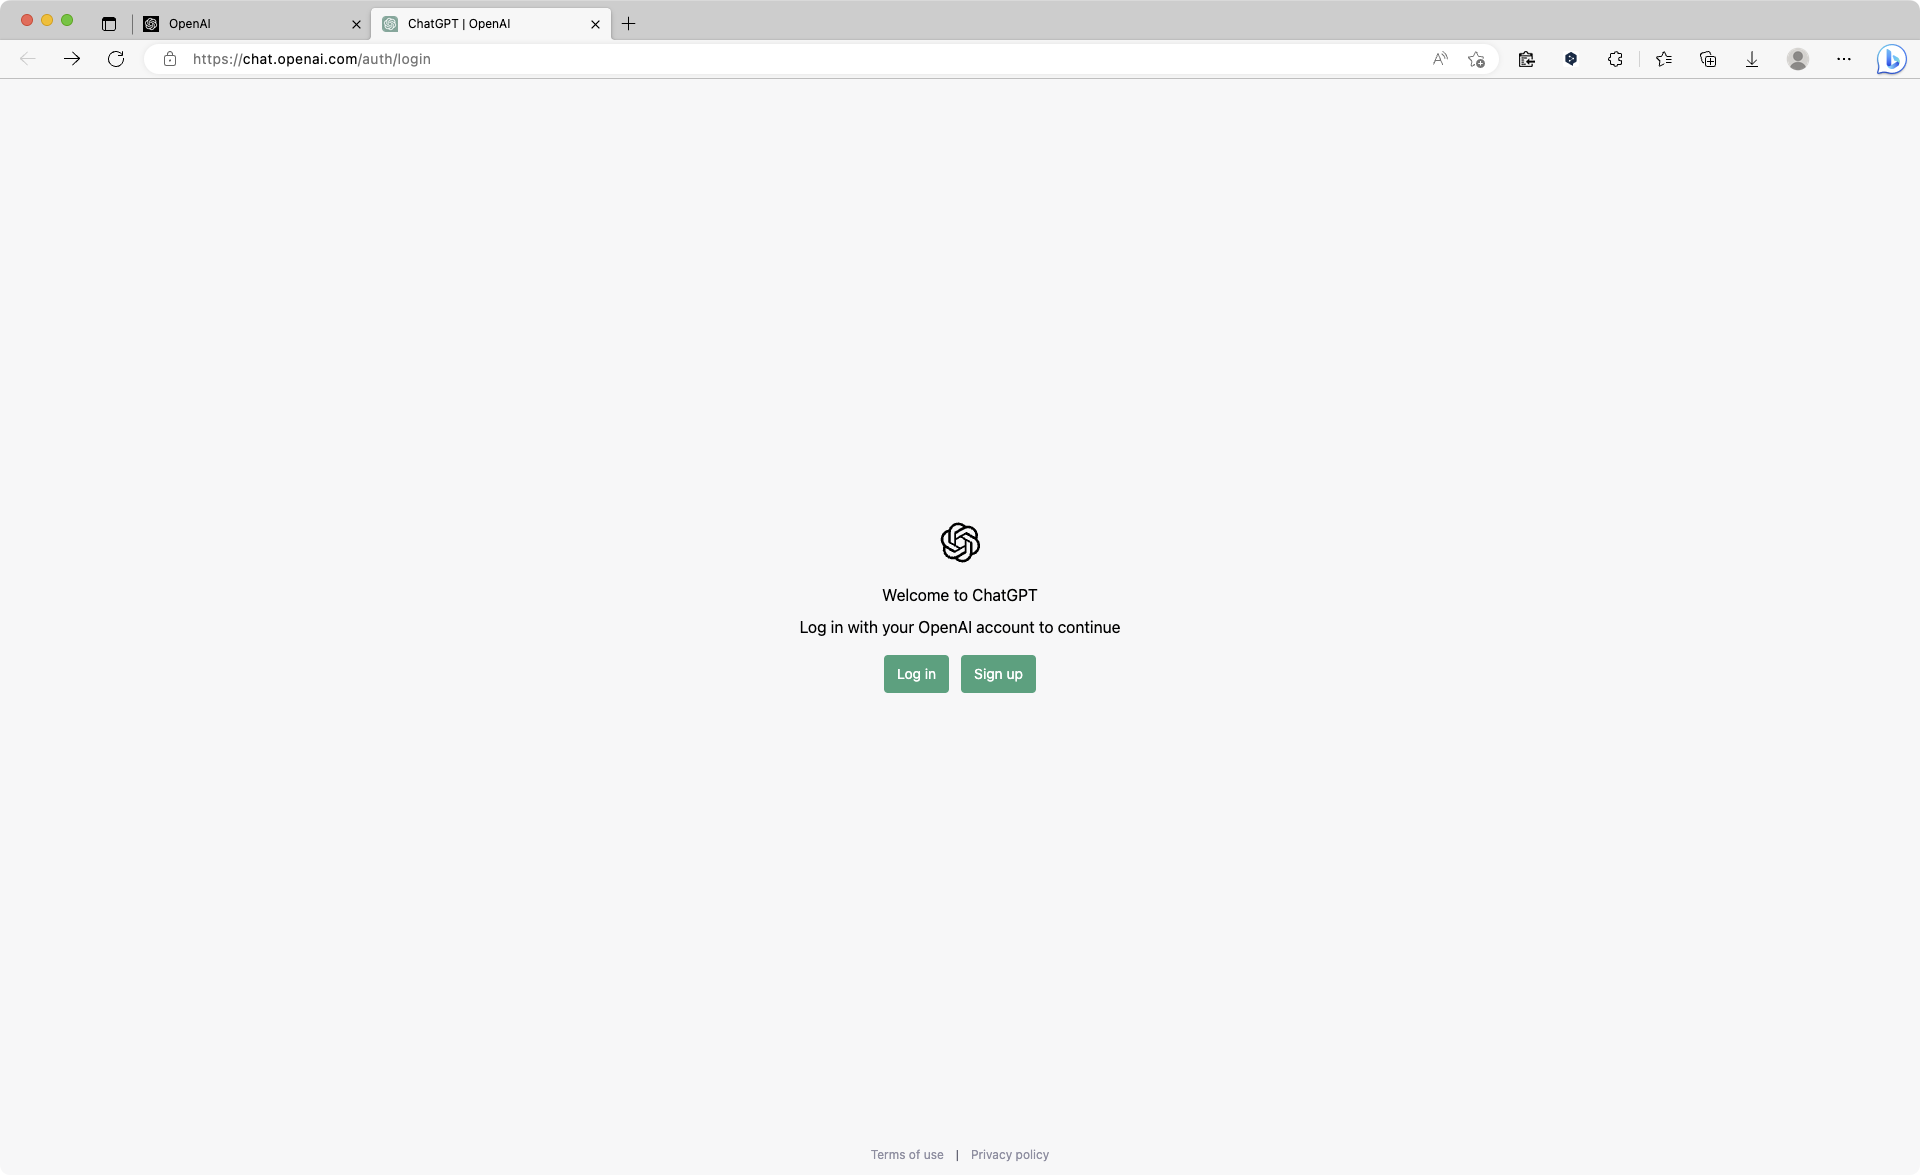 OpenAI
ChatGPT | OpenAI
https://chat.openai.com/auth/login
Welcome to ChatGPT
Log in with your OpenAI account to continue
Log in
Sign up
Terms of use | Privacy policy